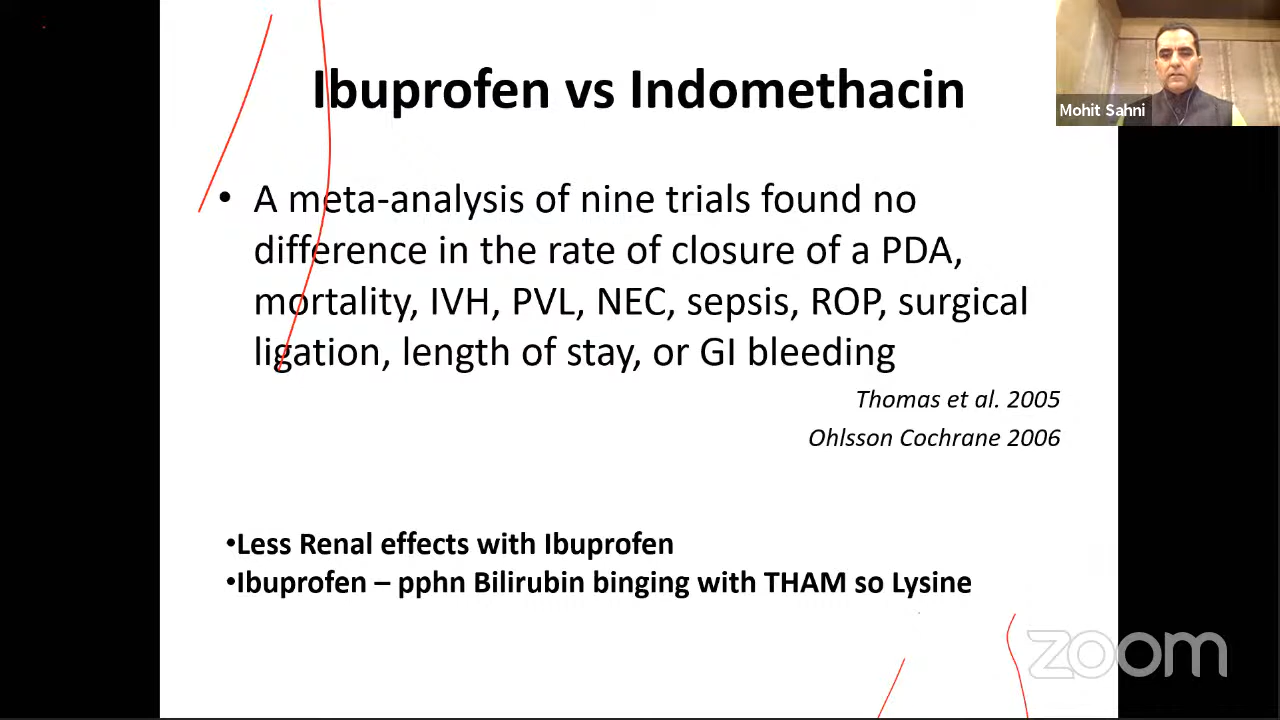 Ibuprofen vs Indomethacin
Mohit Sahni
• A meta-analysis of nine trials found no
difference in the rate of closure of a PDA,
mortality, IVH, PVL, NEC, sepsis, ROP, surgical
ligation, length of stay, or GI bleeding
Thomas et al. 2005
Ohlsson Cochrane 2006
•Less Renal effects with Ibuprofen
•Ibuprofen – pphn Bilirubin binging with THAM so Lysine
zoom